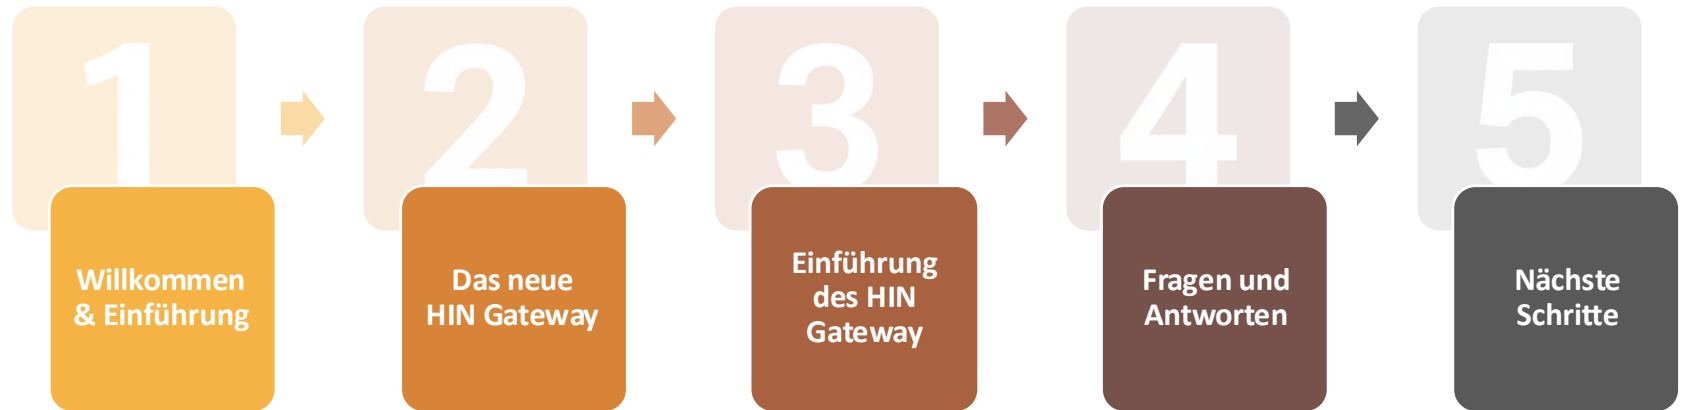 1
Willkommen
& Einführung
2
Das neue
HIN Gateway
3
Einführung
des HIN
Gateway
4
Fragen und
Antworten
5
Nächste
Schritte